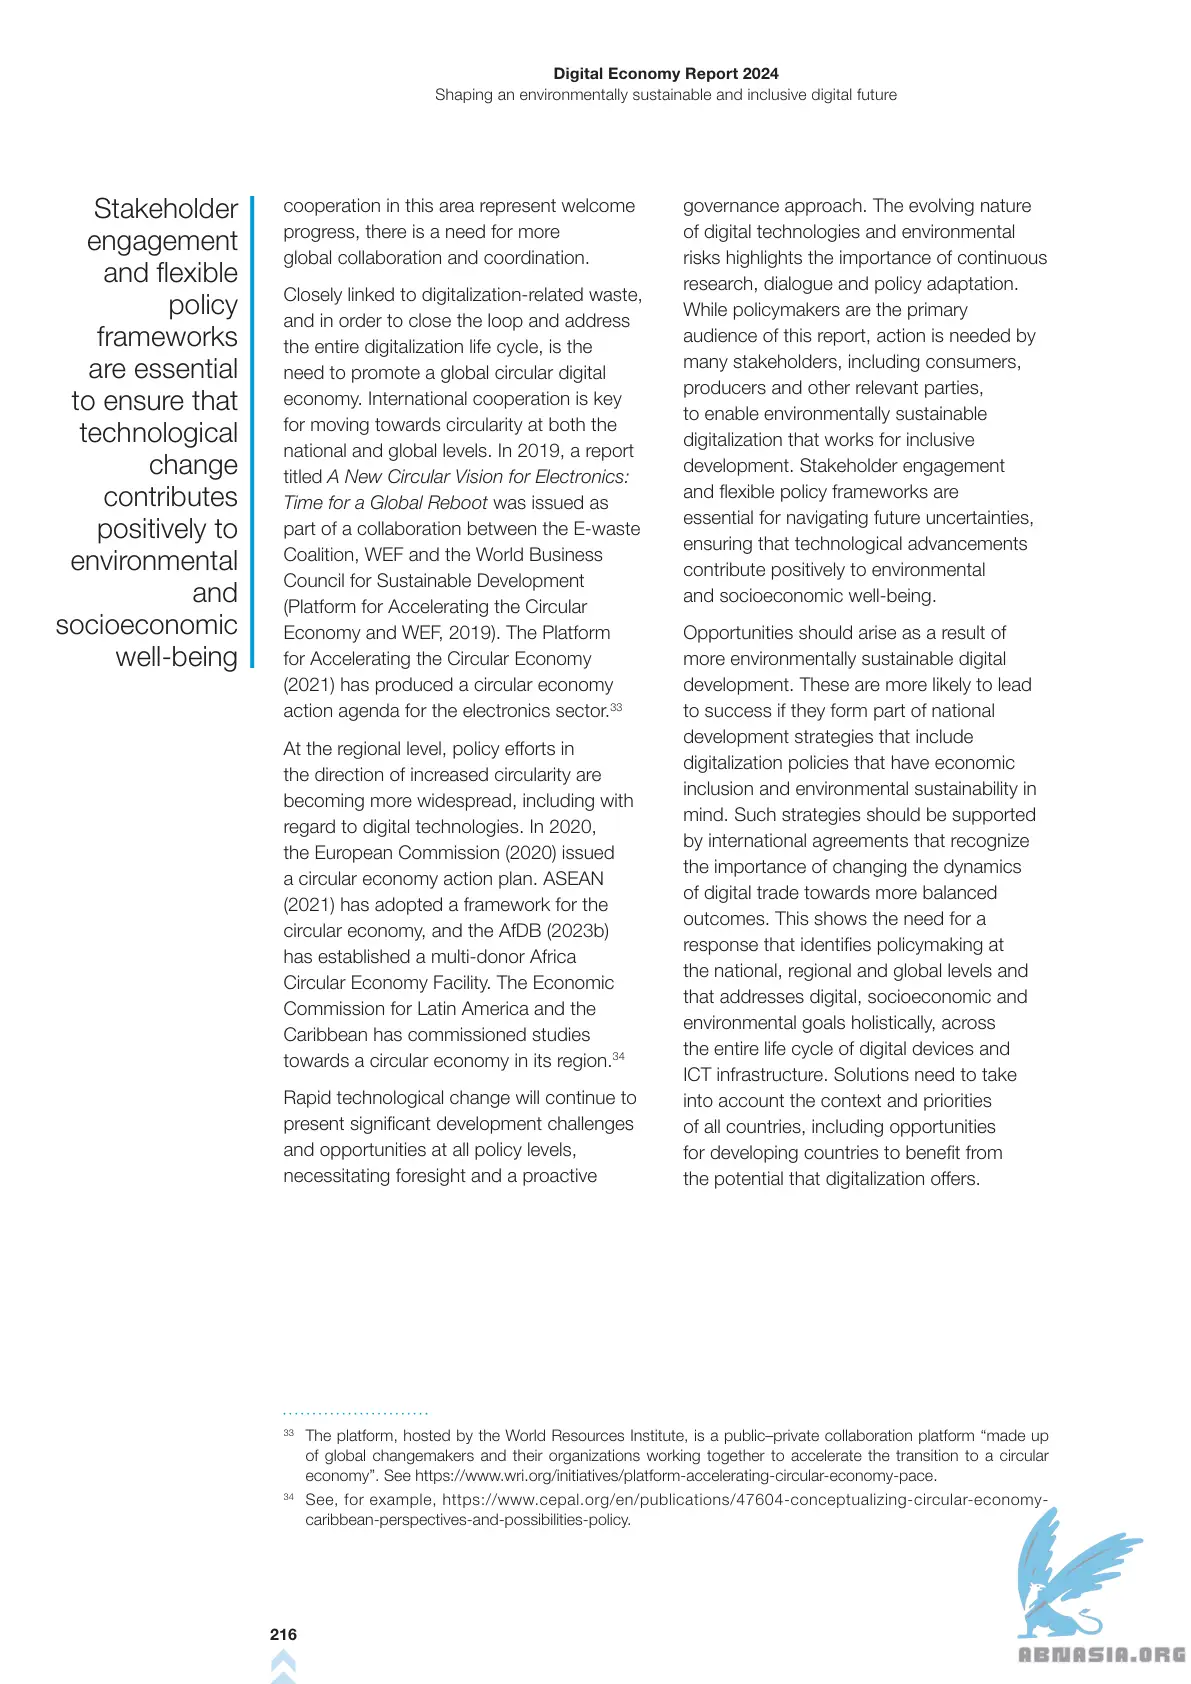 Digital Economy Report 2024
Shaping an environmentally sustainable and inclusive digital future
Stakeholder
engagement
and flexible
policy
frameworks
are essential
to ensure that
technological
change
contributes
positively to
environmental
and
socioeconomic
well-being
cooperation in this area represent welcome
progress, there is a need for more
global collaboration and coordination.
Closely linked to digitalization-related waste,
and in order to close the loop and address
the entire digitalization life cycle, is the
need to promote a global circular digital
economy. International cooperation is key
for moving towards circularity at both the
national and global levels. In 2019, a report
titled A New Circular Vision for Electronics:
Time for a Global Reboot was issued as
part of a collaboration between the E-waste
Coalition, WEF and the World Business
Council for Sustainable Development
(Platform for Accelerating the Circular
Economy and WEF, 2019). The Platform
for Accelerating the Circular Economy
(2021) has produced a circular economy
action agenda for the electronics sector.33
At the regional level, policy efforts in
the direction of increased circularity are
becoming more widespread, including with
regard to digital technologies. In 2020,
the European Commission (2020) issued
a circular economy action plan. ASEAN
(2021) has adopted a framework for the
circular economy, and the AfDB (2023b)
has established a multi-donor Africa
Circular Economy Facility. The Economic
Commission for Latin America and the
Caribbean has commissioned studies
towards a circular economy in its region.34
Rapid technological change will continue to
present significant development challenges
and opportunities at all policy levels,
necessitating foresight and a proactive
governance approach. The evolving nature
of digital technologies and environmental
risks highlights the importance of continuous
research, dialogue and policy adaptation.
While policymakers are the primary
audience of this report, action is needed by
many stakeholders, including consumers,
producers and other relevant parties,
to enable environmentally sustainable
digitalization that works for inclusive
development. Stakeholder engagement
and flexible policy frameworks are
essential for navigating future uncertainties,
ensuring that technological advancements
contribute positively to environmental
and socioeconomic well-being.
Opportunities should arise as a result of
more environmentally sustainable digital
development. These are more likely to lead
to success if they form part of national
development strategies that include
digitalization policies that have economic
inclusion and environmental sustainability in
mind. Such strategies should be supported
by international agreements that recognize
the importance of changing the dynamics
of digital trade towards more balanced
outcomes. This shows the need for a
response that identifies policymaking at
the national, regional and global levels and
that addresses digital, socioeconomic and
environmental goals holistically, across
the entire life cycle of digital devices and
ICT infrastructure. Solutions need to take
into account the context and priorities
of all countries, including opportunities
for developing countries to benefit from
the potential that digitalization offers.
33 The platform, hosted by the World Resources Institute, is a public–private collaboration platform “made up
of global changemakers and their organizations working together to accelerate the transition to a circular
economy”. See https://www.wri.org/initiatives/platform-accelerating-circular-economy-pace.
34 See, for example, https://www.cepal.org/en/publications/47604-conceptualizing-circular-economy-
caribbean-perspectives-and-possibilities-policy.
216
ABNASIA.ORG